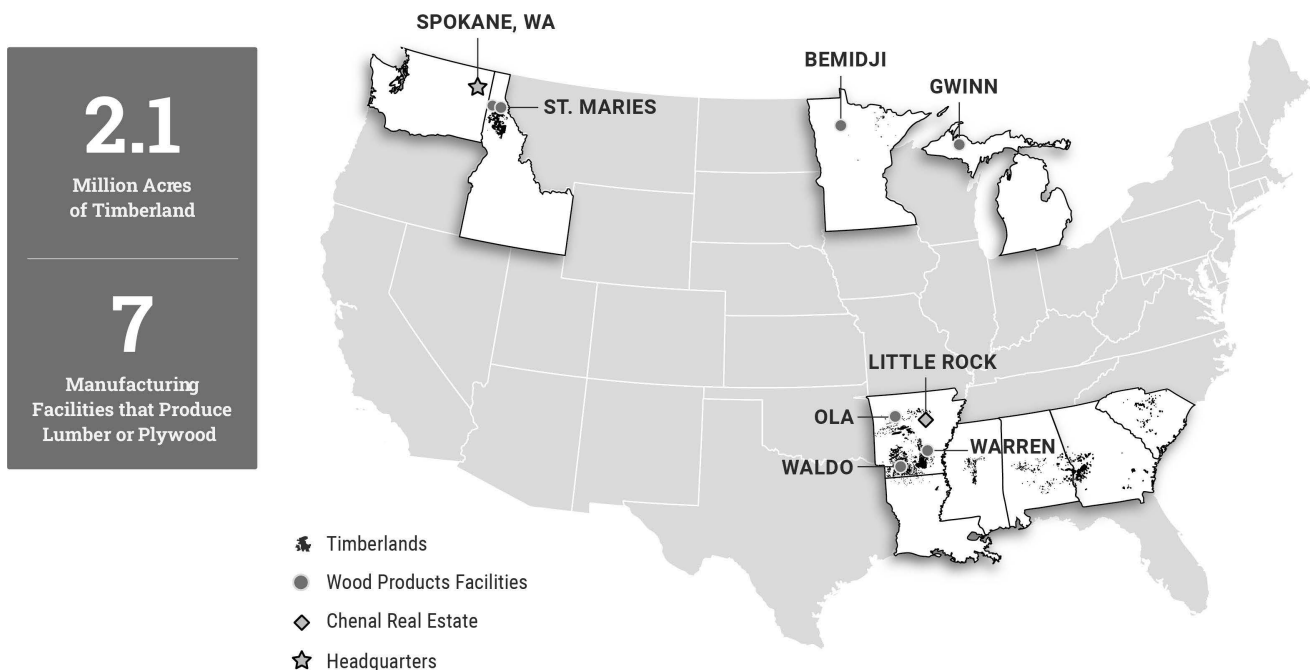 SPOKANE, WA
BEMIDJI
GWINN
ST. MARIES
2.1
Million Acres
of Timberland
7
Manufacturing
Facilities that Produce
Lumber or Plywood
LITTLE ROCK
OLA
WARREN
WALDO
Timberlands
Wood Products Facilities
Chenal Real Estate
Headquarters